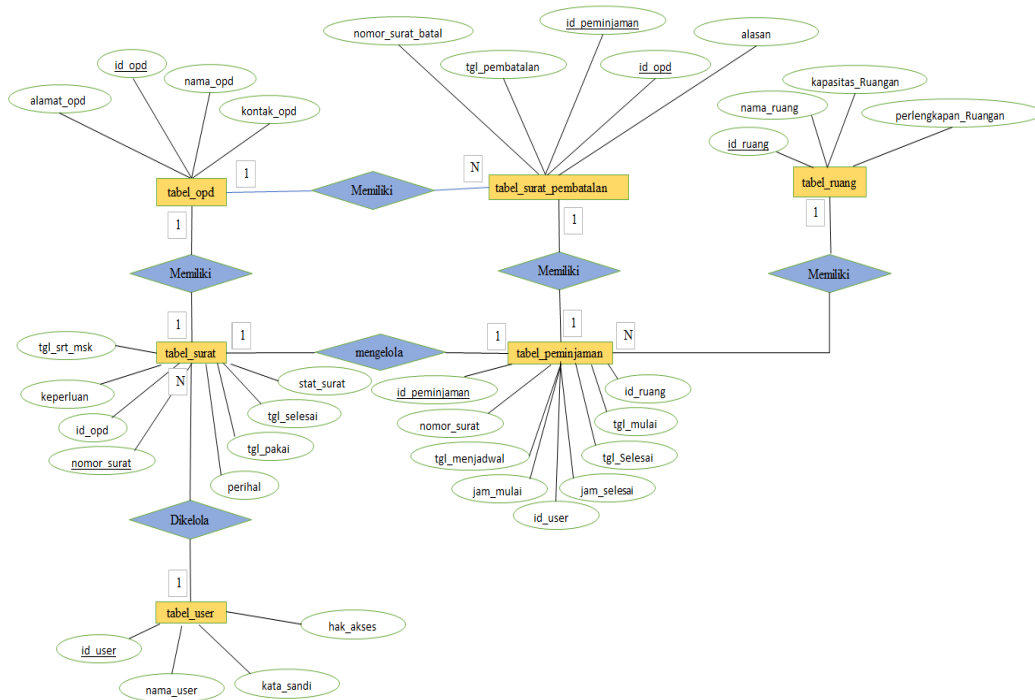 nomor_surat_batal
id_peminjaman
alasan
id_opd
nama_opd
tgl_pembatalan
id_opd
kapasitas_Ruangan
alamat_opd
kontak_opd
nama_ruang
perlengkapan_Ruangan
id_ruang
1
N
tabel_opd
Memiliki
tabel_surat_pembatalan
tabel_ruang
1
1
1
Memiliki
Memiliki
Memiliki
1
1
1
1
N
tgl_srt_msk
tabel_surat
mengelola
tabel_peminjaman
keperluan
N
stat_surat
id_peminjaman
id_ruang
id_opd
tgl_selesai
nomor_surat
tgl_mulai
nomor_surat
tgl_pakai
tgl_menjadwal
tgl_Selesai
perihal
jam_mulai
jam_selesai
id_user
Dikelola
1
tabel_user
hak_akses
id_user
nama_user
kata_sandi